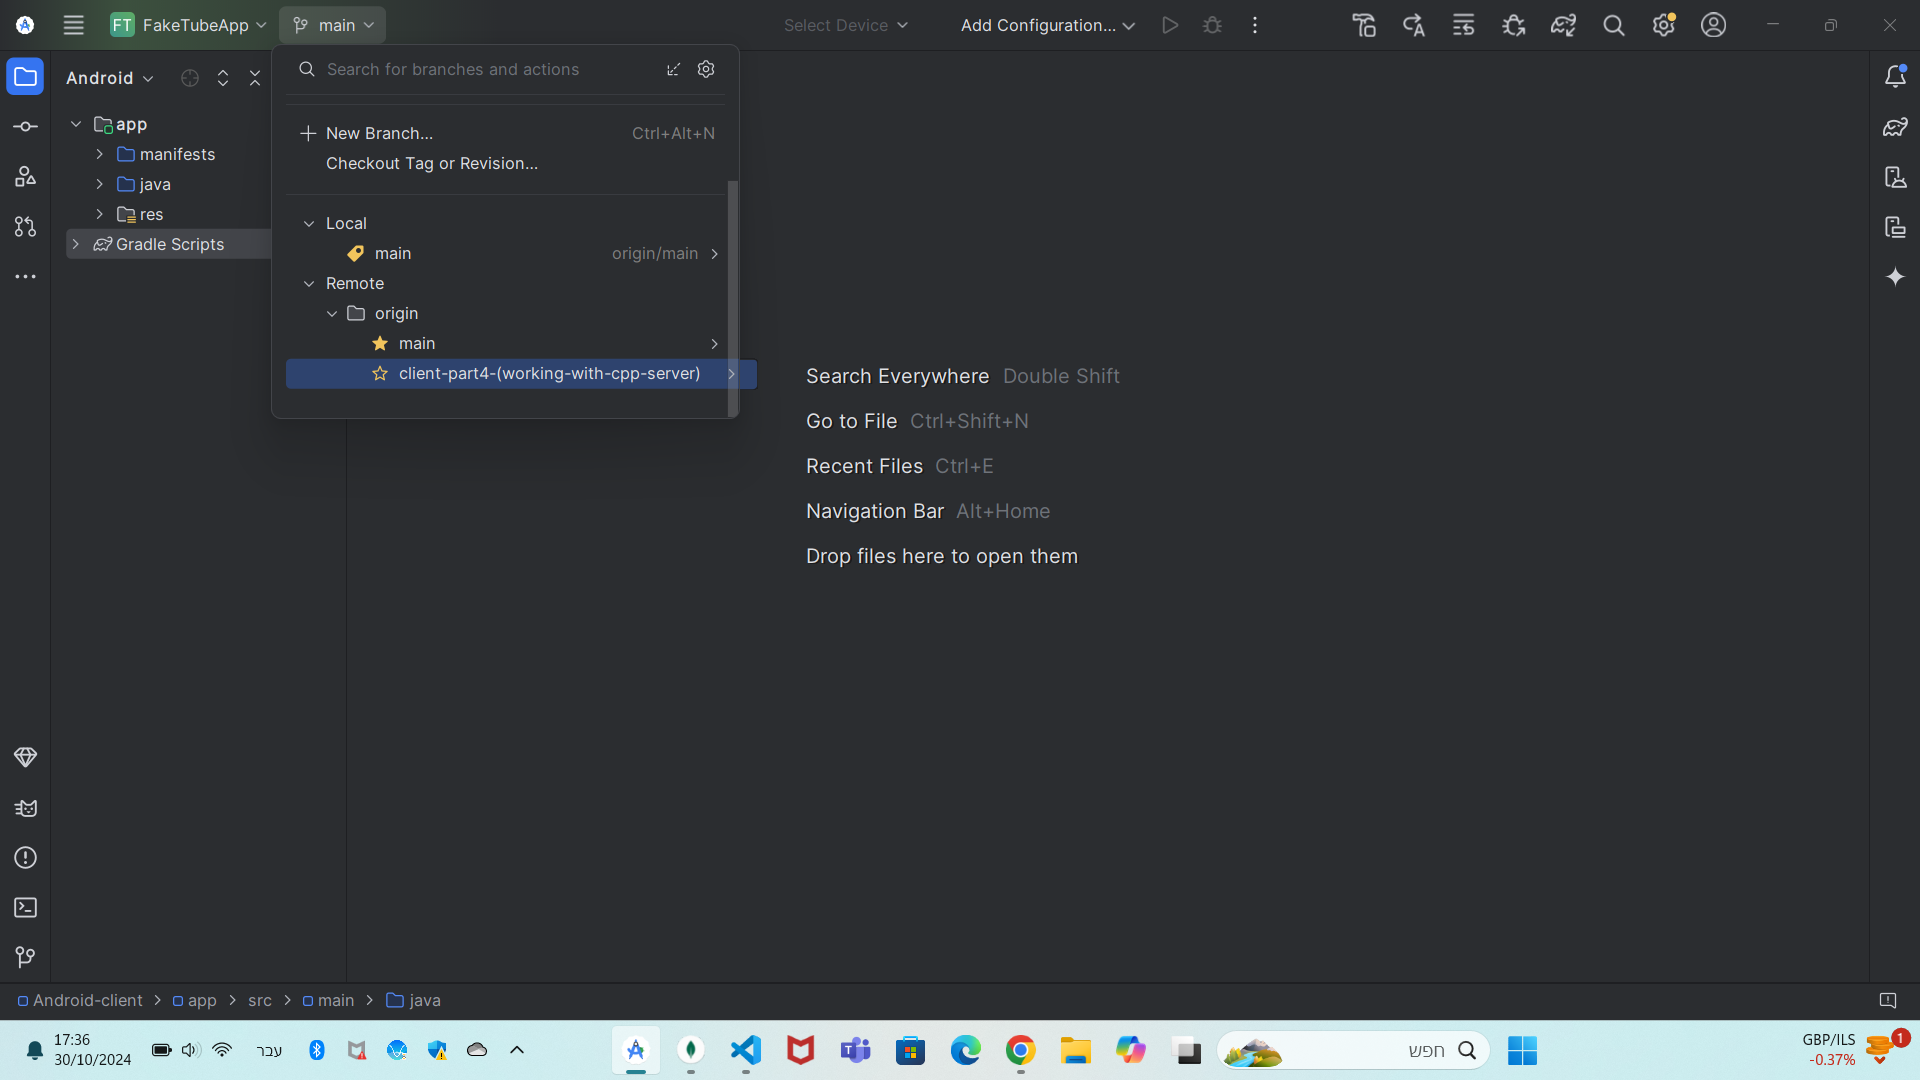 FT FakeTubeApp
main
Select Device
Add Configuration...
Search for branches and actions
New Branch... Ctrl+Alt+N
Checkout Tag or Revision...
Local
main origin/main
Remote
origin
main
client-part4-(working-with-cpp-server)
Android
app
manifests
java
res
Gradle Scripts
Search Everywhere Double Shift
Go to File Ctrl+Shift+N
Recent Files Ctrl+E
Navigation Bar Alt+Home
Drop files here to open them
Android-client > app > src > main > java
17:36
30/10/2024
עבר
חפש
GBP/ILS
-0.37%
1